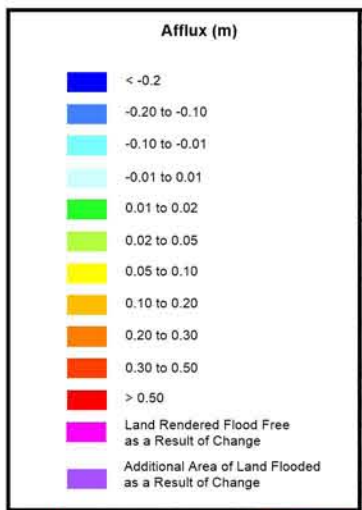 Afflux (m)
< -0.2
-0.20 to -0.10
-0.10 to -0.01
-0.01 to 0.01
0.01 to 0.02
0.02 to 0.05
0.05 to 0.10
0.10 to 0.20
0.20 to 0.30
0.30 to 0.50
> 0.50
Land Rendered Flood Free
as a Result of Change
Additional Area of Land Flooded
as a Result of Change